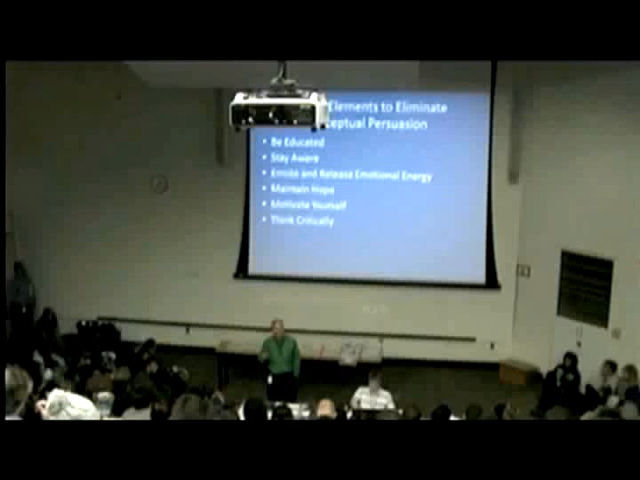 Elements to Eliminate
ceptual Persuasion
• Be Educated
• Stay Aware
• Emote and Release Emotional Energy
• Maintain Hope
• Motivate Yourself
• Think Critically